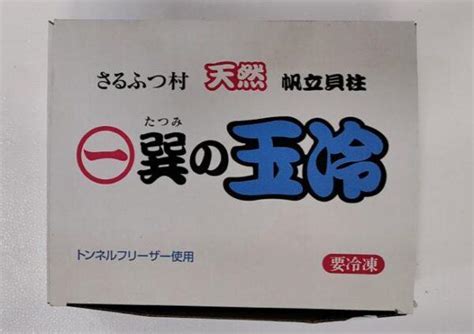 さるふつ村 天然 帆立貝柱
たつみ
一 巽の玉冷
トンネルフリーザー使用
要冷凍